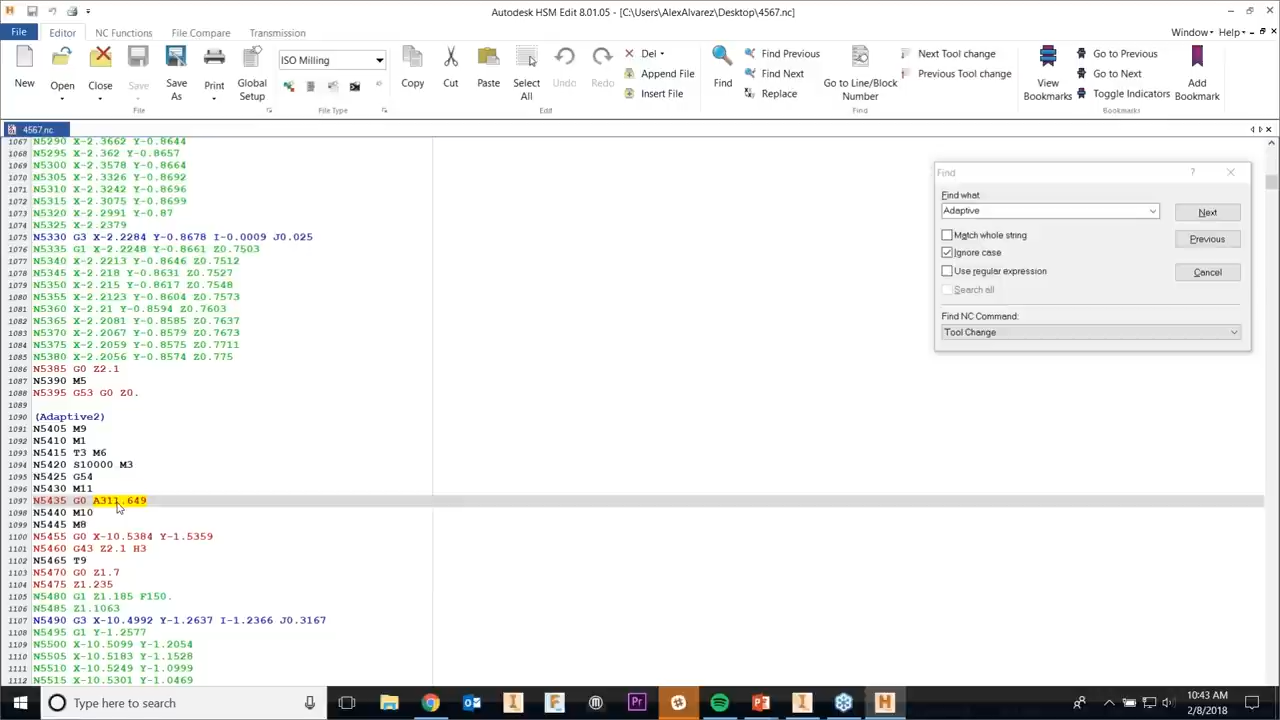 Autodesk HSM Edit 8.01.05 - [C:\Users\AlexAlvarez\Desktop\4567.nc]
File Editor NC Functions File Compare Transmission Window Help
New Open Close Save Save As Print Global Setup
ISO Milling
Copy Cut Paste Select All Undo Redo
Del
Append File
Insert File
Find
Find Previous
Find Next
Replace
Go to Line/Block Number
Next Tool change
Previous Tool change
View Bookmarks
Go to Previous
Go to Next
Toggle Indicators
Add Bookmark
File File Type Edit Find Bookmarks
4567.nc
1067 N5290 X-2.3662 Y-0.8644
1068 N5295 X-2.362 Y-0.8657
1069 N5300 X-2.3578 Y-0.8664
1070 N5305 X-2.3326 Y-0.8692
1071 N5310 X-2.3242 Y-0.8696
1072 N5315 X-2.3075 Y-0.8699
1073 N5320 X-2.2991 Y-0.87
1074 N5325 X-2.2379
1075 N5330 G3 X-2.2284 Y-0.8678 I-0.0009 J0.025
1076 N5335 G1 X-2.2248 Y-0.8661 Z0.7503
1077 N5340 X-2.2213 Y-0.8646 Z0.7512
1078 N5345 X-2.218 Y-0.8631 Z0.7527
1079 N5350 X-2.215 Y-0.8617 Z0.7548
1080 N5355 X-2.2123 Y-0.8604 Z0.7573
1081 N5360 X-2.21 Y-0.8594 Z0.7603
1082 N5365 X-2.2081 Y-0.8585 Z0.7637
1083 N5370 X-2.2067 Y-0.8579 Z0.7673
1084 N5375 X-2.2059 Y-0.8575 Z0.7711
1085 N5380 X-2.2056 Y-0.8574 Z0.775
1086 N5385 G0 Z2.1
1087 N5390 M5
1088 N5395 G53 G0 Z0.
1089
1090 (Adaptive2)
1091 N5405 M9
1092 N5410 M1
1093 N5415 T3 M6
1094 N5420 S10000 M3
1095 N5425 G54
1096 N5430 M11
1097 N5435 G0 A311.649
1098 N5440 M10
1099 N5445 M8
1100 N5455 G0 X-10.5384 Y-1.5359
1101 N5460 G43 Z2.1 H3
1102 N5465 T9
1103 N5470 G0 Z1.7
1104 N5475 Z1.235
1105 N5480 G1 Z1.185 F150.
1106 N5485 Z1.1063
1107 N5490 G3 X-10.4992 Y-1.2637 I-1.2366 J0.3167
1108 N5495 G1 Y-1.2577
1109 N5500 X-10.5099 Y-1.2054
1110 N5505 X-10.5183 Y-1.1528
1111 N5510 X-10.5249 Y-1.0999
1112 N5515 X-10.5301 Y-1.0469
Find
Find what:
Adaptive
Next
Match whole string
Previous
Ignore case
Use regular expression
Cancel
Search all
Find NC Command:
Tool Change
Type here to search
10:43 AM
2/8/2018